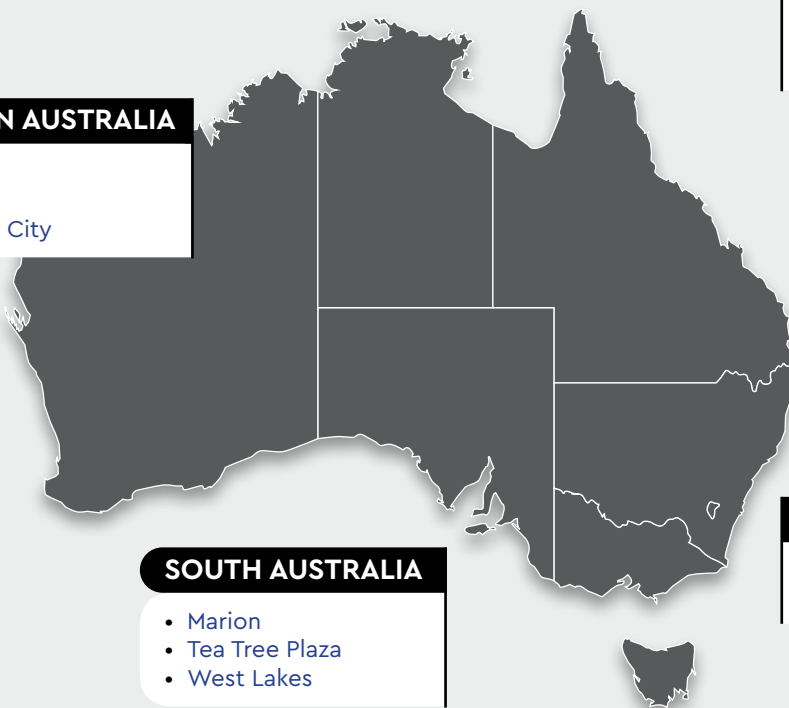 N AUSTRALIA
City
SOUTH AUSTRALIA
• Marion
• Tea Tree Plaza
• West Lakes